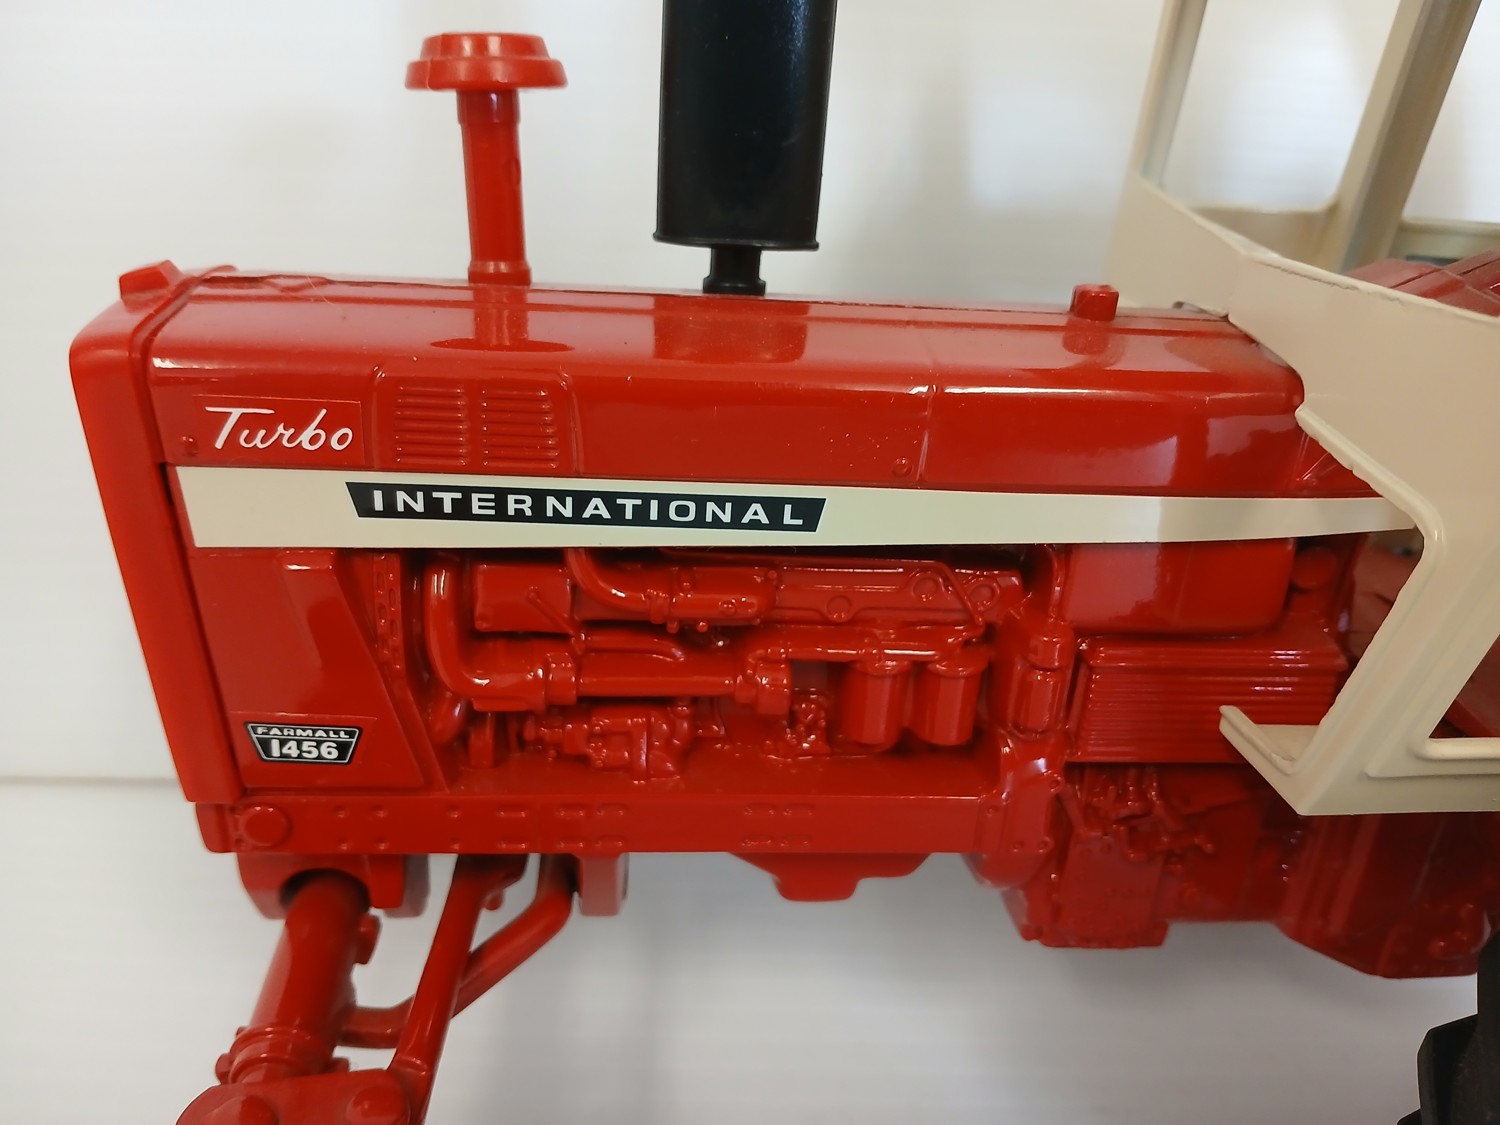 Turbo
INTERNATIONAL
FARMALL
1456